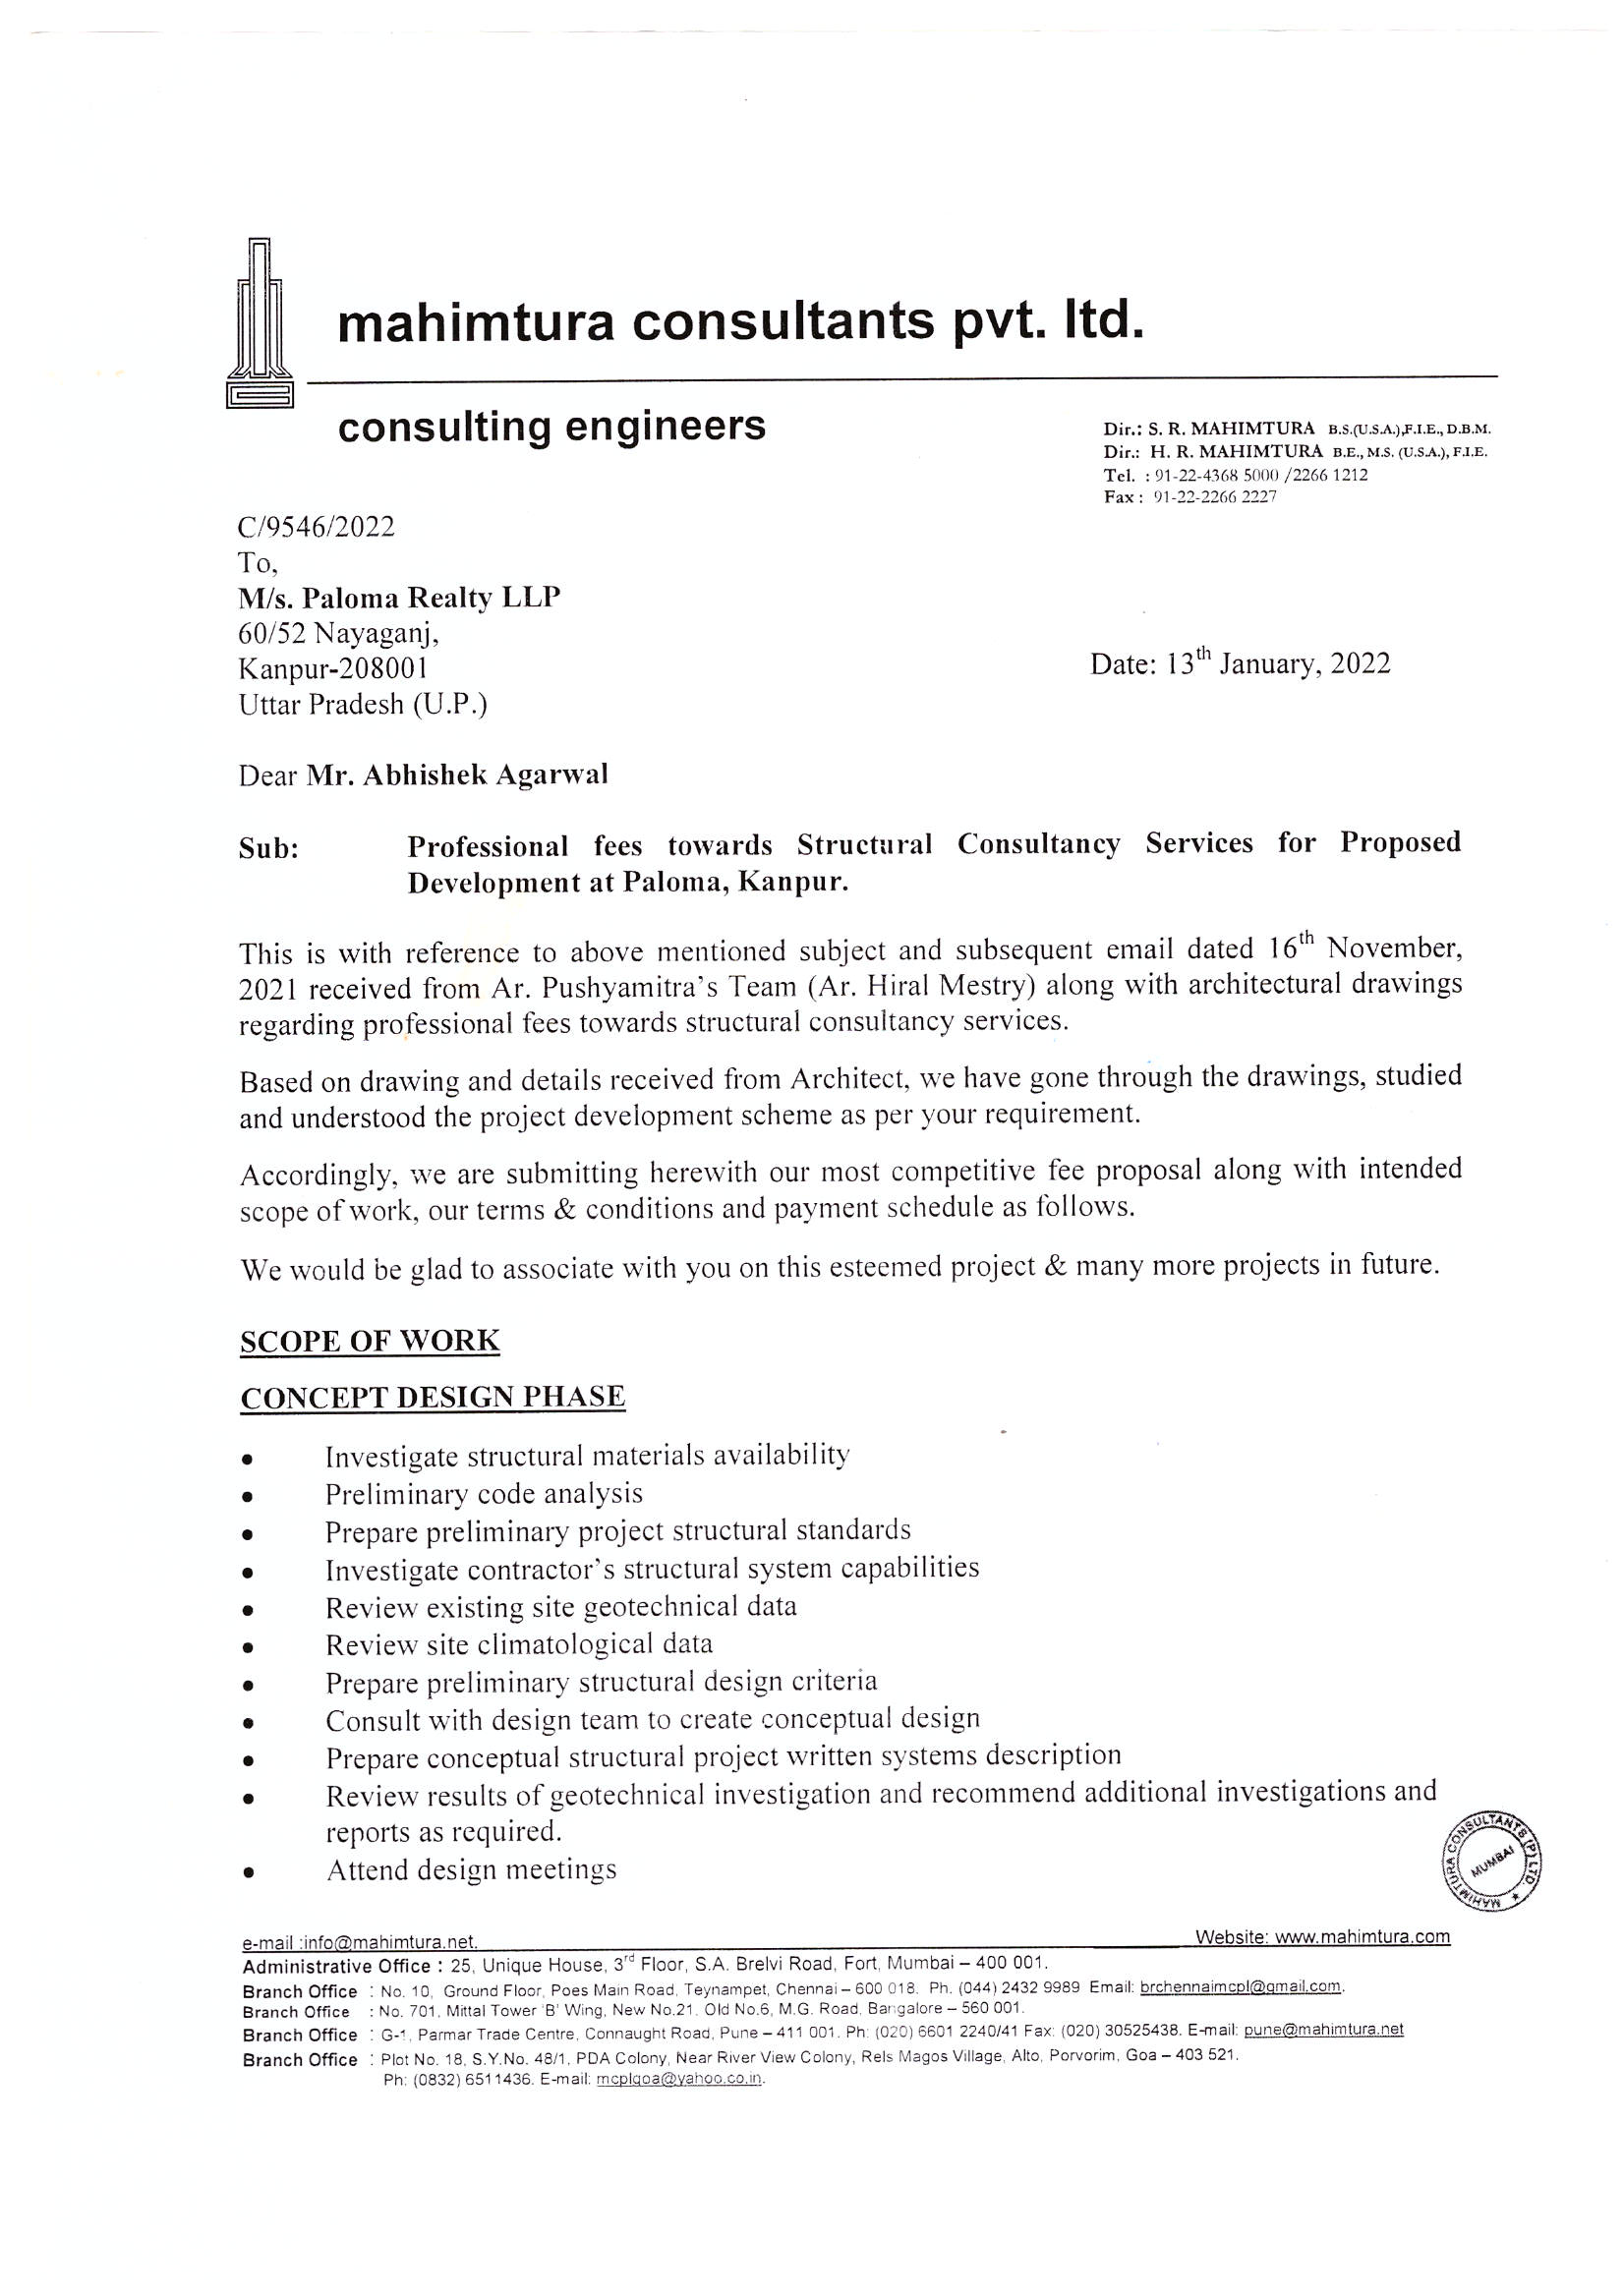 mahimtura consultants pvt. ltd.
consulting engineers
Dir.: S. R. MAHIMTURA B.S.(U.S.A.),F.I.E., D.B.M.
Dir.: H. R. MAHIMTURA B.E., M.S. (U.S.A.), F.I.E.
Tel. : 91-22-4368 5000 /2266 1212
Fax : 91-22-2266 2227
C/9546/2022
To,
M/s. Paloma Realty LLP
60/52 Nayaganj,
Kanpur-208001
Date: 13th January, 2022
Uttar Pradesh (U.P.)
Dear Mr. Abhishek Agarwal
Sub: Professional fees towards Structural Consultancy Services for Proposed
Development at Paloma, Kanpur.
This is with reference to above mentioned subject and subsequent email dated 16th November,
2021 received from Ar. Pushyamitra's Team (Ar. Hiral Mestry) along with architectural drawings
regarding professional fees towards structural consultancy services.
Based on drawing and details received from Architect, we have gone through the drawings, studied
and understood the project development scheme as per your requirement.
Accordingly, we are submitting herewith our most competitive fee proposal along with intended
scope of work, our terms & conditions and payment schedule as follows.
We would be glad to associate with you on this esteemed project & many more projects in future.
SCOPE OF WORK
CONCEPT DESIGN PHASE
• Investigate structural materials availability
• Preliminary code analysis
• Prepare preliminary project structural standards
• Investigate contractor's structural system capabilities
• Review existing site geotechnical data
• Review site climatological data
• Prepare preliminary structural design criteria
• Consult with design team to create conceptual design
• Prepare conceptual structural project written systems description
• Review results of geotechnical investigation and recommend additional investigations and
reports as required.
• Attend design meetings
MAHIMTURA CONSULTANTS (P) LTD. ★
MUMBAI
e-mail :info@mahimtura.net. Website: www.mahimtura.com
Administrative Office : 25, Unique House, 3rd Floor, S.A. Brelvi Road, Fort, Mumbai – 400 001.
Branch Office : No. 10, Ground Floor, Poes Main Road, Teynampet, Chennai – 600 018. Ph. (044) 2432 9989 Email: brchennaimcpl@gmail.com.
Branch Office : No. 701, Mittal Tower 'B' Wing, New No.21, Old No.6, M.G. Road, Bangalore – 560 001.
Branch Office : G-1, Parmar Trade Centre, Connaught Road, Pune – 411 001. Ph: (020) 6601 2240/41 Fax: (020) 30525438. E-mail: pune@mahimtura.net
Branch Office : Plot No. 18, S.Y.No. 48/1, PDA Colony, Near River View Colony, Rels Magos Village, Alto, Porvorim, Goa – 403 521.
Ph: (0832) 6511436. E-mail: mcplgoa@yahoo.co.in.